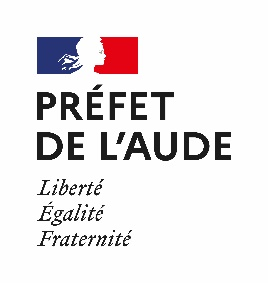 PRÉFET
DE L'AUDE
Liberté
Égalité
Fraternité